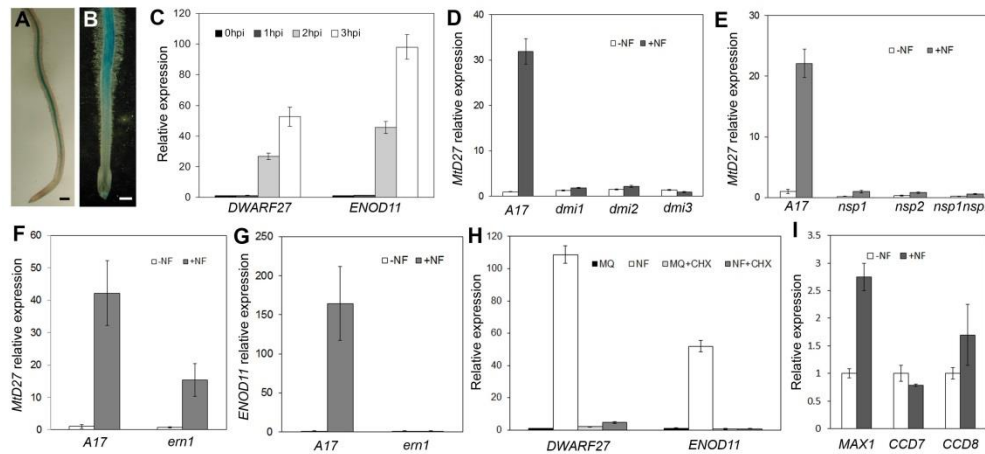 A
B
C
0hpi 1hpi 2hpi 3hpi
Relative expression
120
100
80
60
40
20
0
DWARF27 ENOD11
D
-NF +NF
MtD27 relative expression
40
30
20
10
0
A17 dmi1 dmi2 dmi3
E
-NF +NF
MtD27 relative expression
30
20
10
0
A17 nsp1 nsp2 nsp1nsp
F
-NF +NF
MtD27 relative expression
60
50
40
30
20
10
0
A17 ern1
G
-NF +NF
ENOD11 relative expression
250
200
150
100
50
0
A17 ern1
H
MQ NF MQ+CHX NF+CHX
Relative expression
120
100
80
60
40
20
0
DWARF27 ENOD11
I
-NF +NF
Relative expression
3.5
3
2.5
2
1.5
1
0.5
0
MAX1 CCD7 CCD8